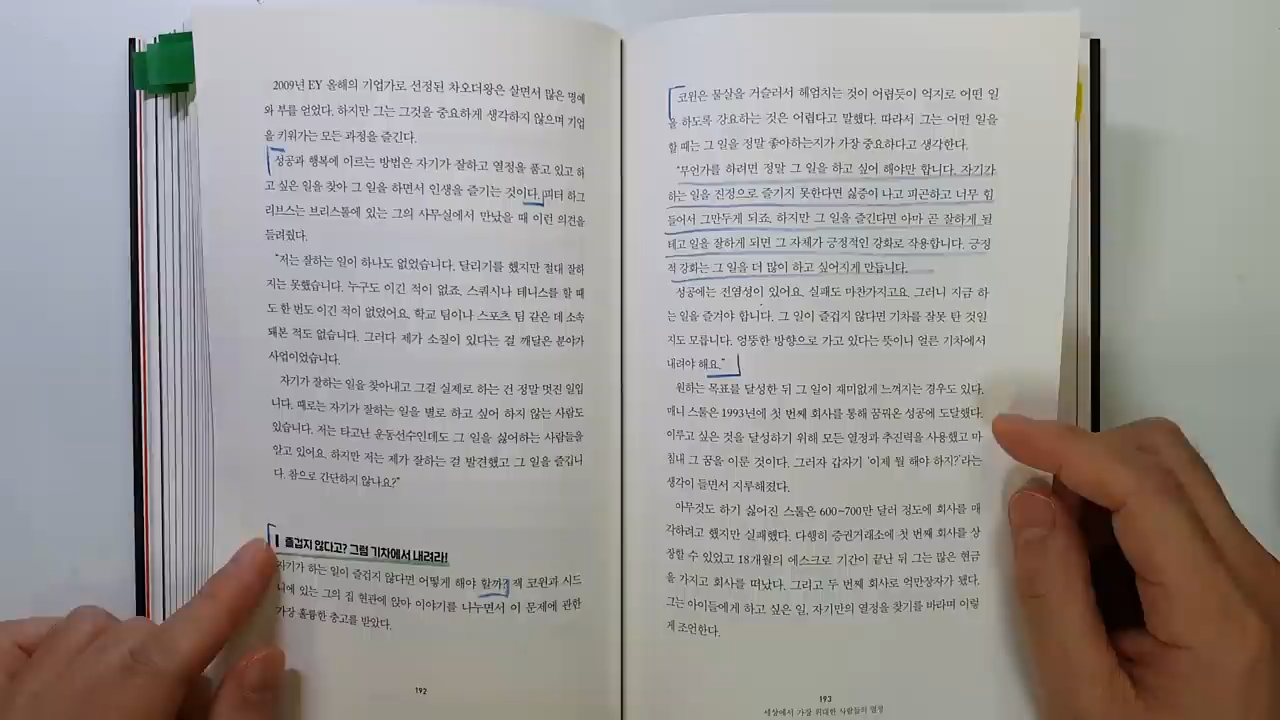 2009년 EY 올해의 기업가로 선정된 차오더왕은 살면서 많은 명예
와 부를 얻었다. 하지만 그는 그것을 중요하게 생각하지 않으며 기업
을 키워가는 모든 과정을 즐긴다.
성공과 행복에 이르는 방법은 자기가 잘하고 열정을 품고 있고 하
고 싶은 일을 찾아 그 일을 하면서 인생을 즐기는 것이다. 피터 하그
리브스는 브리스톨에 있는 그의 사무실에서 만났을 때 이런 의견을
들려줬다.
"저는 잘하는 일이 하나도 없었습니다. 달리기를 했지만 절대 잘하
지는 못했습니다. 누구도 이긴 적이 없죠. 스쿼시나 테니스를 할 때
도 한 번도 이긴 적이 없었어요. 학교 팀이나 스포츠 팀 같은 데 소속
돼본 적도 없습니다. 그러다 제가 소질이 있다는 걸 깨달은 분야가
사업이었습니다.
자기가 잘하는 일을 찾아내고 그걸 실제로 하는 건 정말 멋진 일입
니다. 때로는 자기가 잘하는 일을 별로 하고 싶어 하지 않는 사람도
있습니다. 저는 타고난 운동선수인데도 그 일을 싫어하는 사람들을
알고 있어요. 하지만 저는 제가 잘하는 걸 발견했고 그 일을 즐깁니
다. 참으로 간단하지 않나요?"
즐겁지 않다고? 그럼 기차에서 내려라!
자기가 하는 일이 즐겁지 않다면 어떻게 해야 할까? 잭 코윈과 시드
니에 있는 그의 집 현관에 앉아 이야기를 나누면서 이 문제에 관한
가장 훌륭한 충고를 받았다.
192
코윈은 물살을 거슬러서 헤엄치는 것이 어렵듯이 억지로 어떤 일
을 하도록 강요하는 것은 어렵다고 말했다. 따라서 그는 어떤 일을
할 때는 그 일을 정말 좋아하는지가 가장 중요하다고 생각한다.
"무언가를 하려면 정말 그 일을 하고 싶어 해야만 합니다. 자기가
하는 일을 진정으로 즐기지 못한다면 싫증이 나고 피곤하고 너무 힘
들어서 그만두게 되죠. 하지만 그 일을 즐긴다면 아마 곧 잘하게 될
테고 일을 잘하게 되면 그 자체가 긍정적인 강화로 작용합니다. 긍정
적 강화는 그 일을 더 많이 하고 싶어지게 만듭니다.
성공에는 전염성이 있어요. 실패도 마찬가지고요. 그러니 지금 하
는 일을 즐겨야 합니다. 그 일이 즐겁지 않다면 기차를 잘못 탄 것일
지도 모릅니다. 엉뚱한 방향으로 가고 있다는 뜻이니 얼른 기차에서
내려야 해요."
원하는 목표를 달성한 뒤 그 일이 재미없게 느껴지는 경우도 있다.
매니 스툴은 1993년에 첫 번째 회사를 통해 꿈꿔온 성공에 도달했다.
이루고 싶은 것을 달성하기 위해 모든 열정과 추진력을 사용했고 마
침내 그 꿈을 이룬 것이다. 그러자 갑자기 '이제 뭘 해야 하지?'라는
생각이 들면서 지루해졌다.
아무것도 하기 싫어진 스툴은 600~700만 달러 정도에 회사를 매
각하려고 했지만 실패했다. 다행히 증권거래소에 첫 번째 회사를 상
장할 수 있었고 18개월의 에스크로 기간이 끝난 뒤 그는 많은 현금
을 가지고 회사를 떠났다. 그리고 두 번째 회사로 억만장자가 됐다.
그는 아이들에게 하고 싶은 일, 자기만의 열정을 찾기를 바라며 이렇
게 조언한다.
193
세상에서 가장 위대한 사람들의 열정